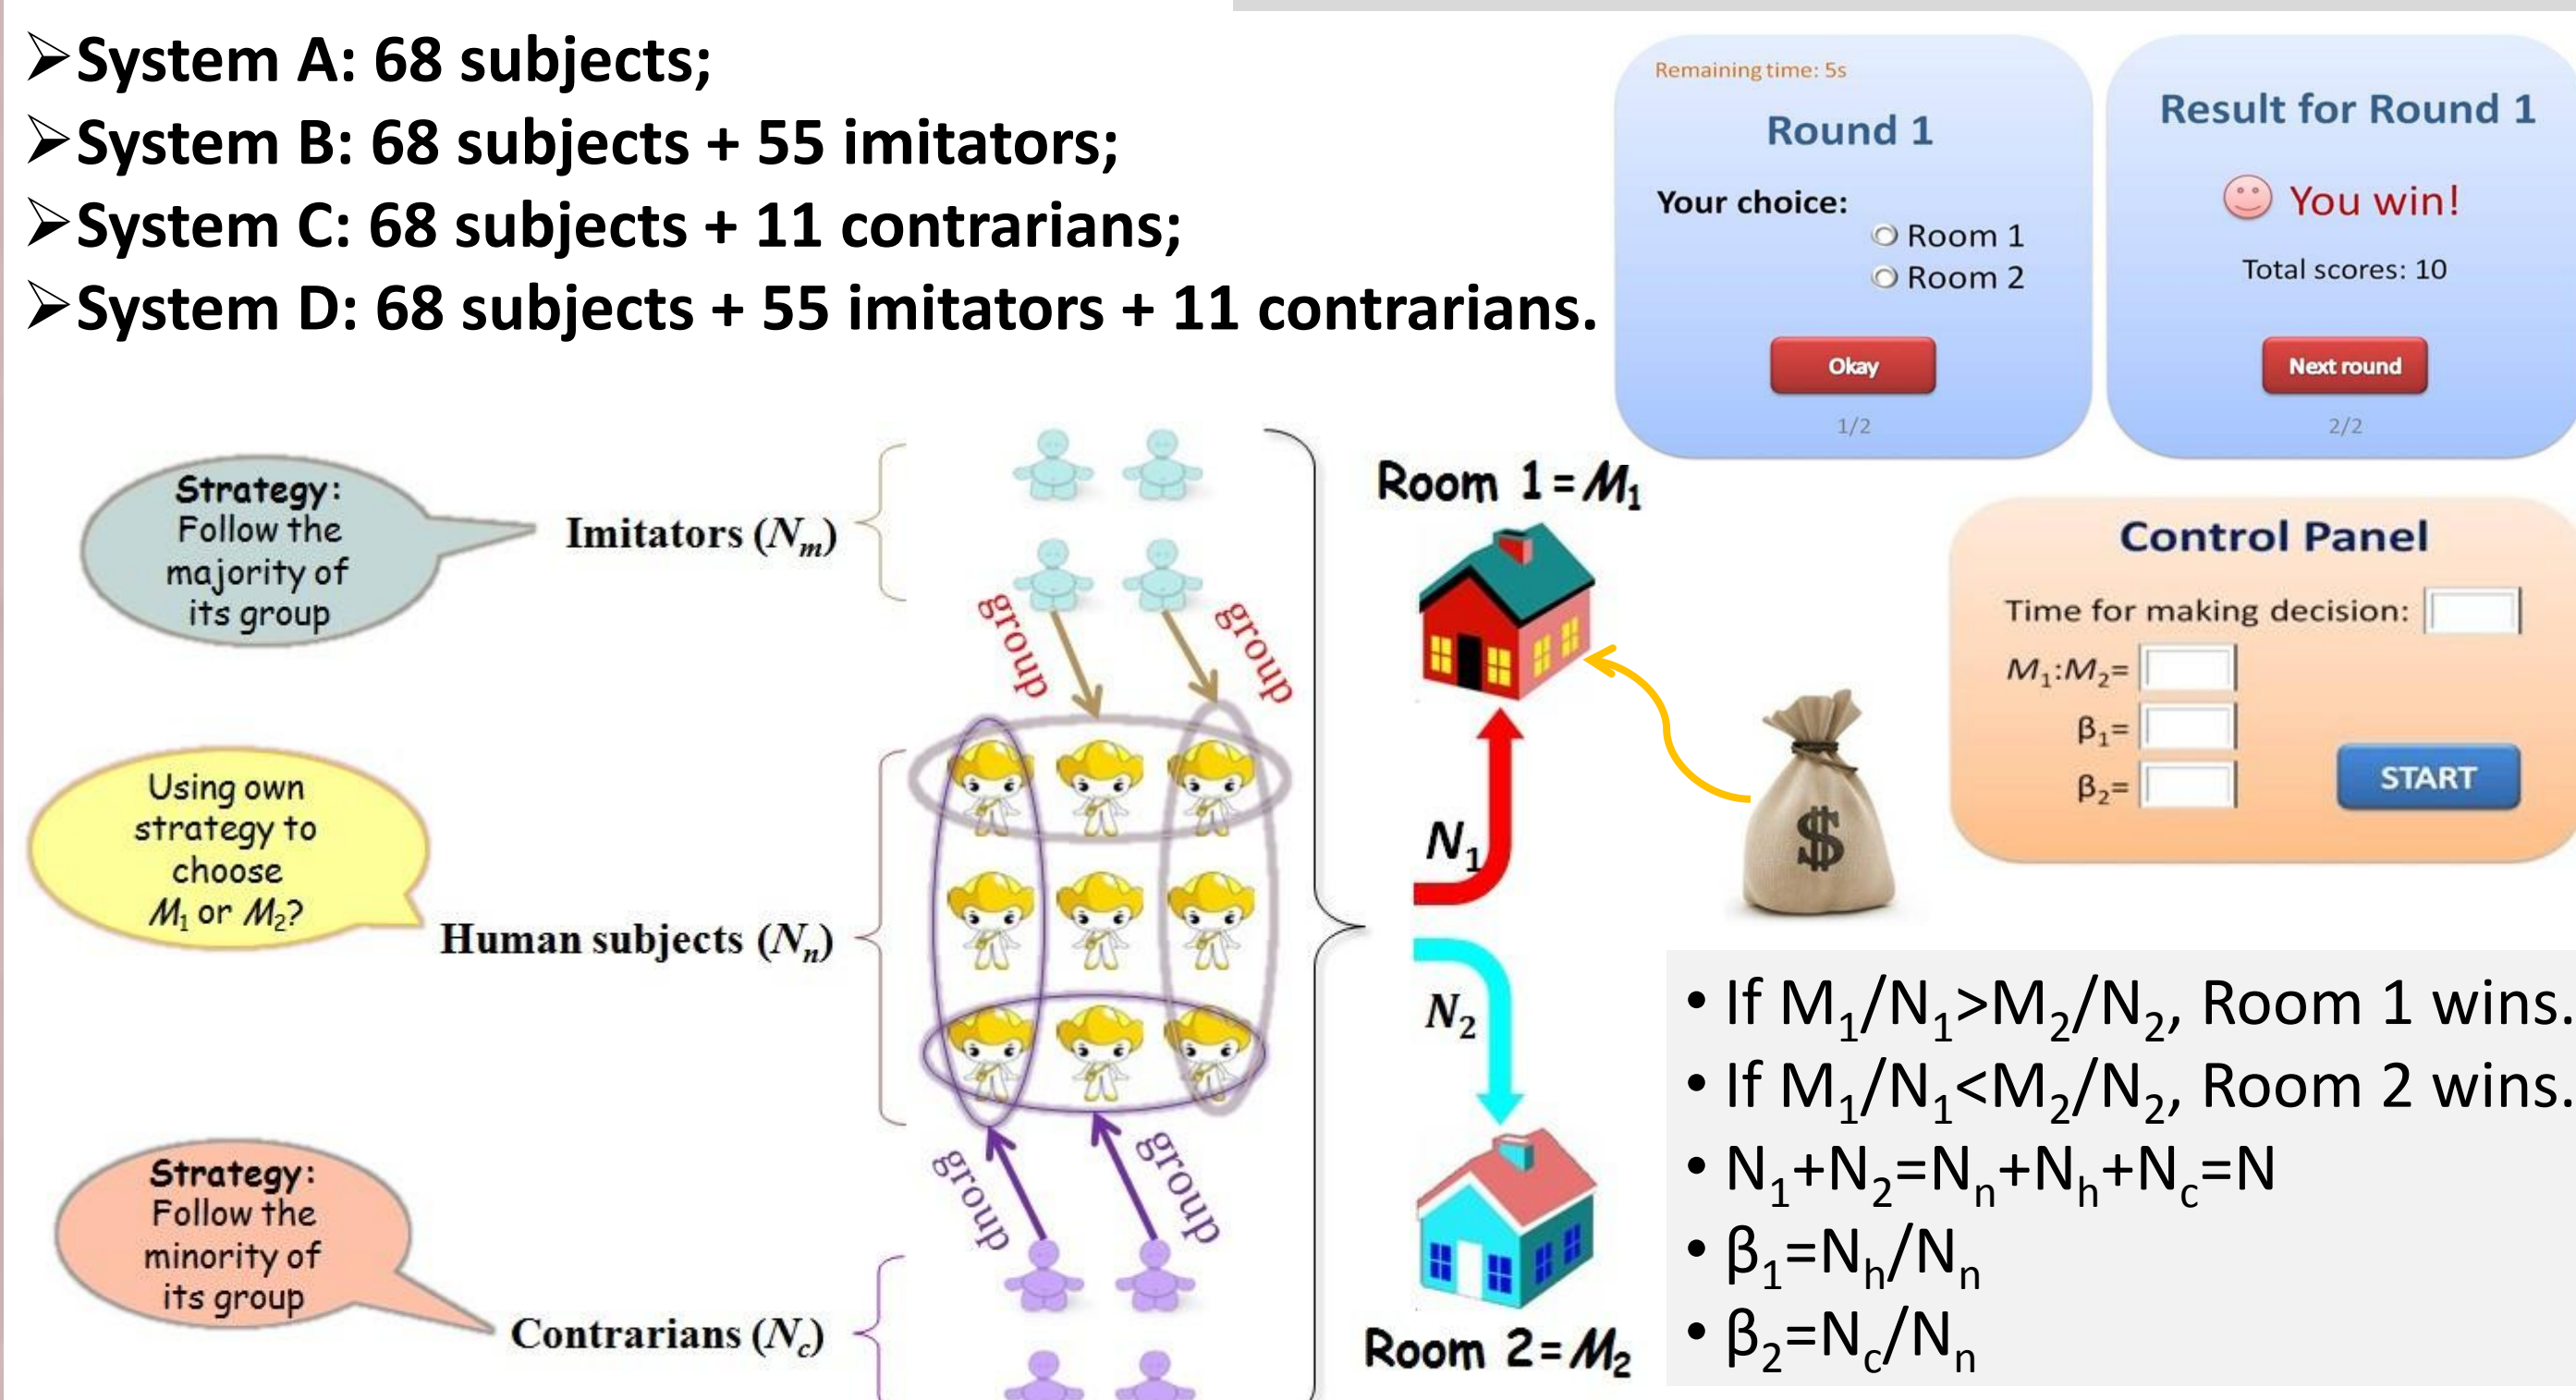 ➢System A: 68 subjects;
➢System B: 68 subjects + 55 imitators;
➢System C: 68 subjects + 11 contrarians;
➢System D: 68 subjects + 55 imitators + 11 contrarians.
Remaining time: 5s
Round 1
Your choice:
Room 1
Room 2
Okay
1/2
Result for Round 1
You win!
Total scores: 10
Next round
2/2
Strategy:
Follow the
majority of
its group
Imitators (Nₘ)
group
group
Room 1=M₁
Control Panel
Time for making decision:
M₁:M₂=
β₁=
β₂=
START
Using own
strategy to
choose
M₁ or M₂?
Human subjects (Nₙ)
N₁
$
N₂
Strategy:
Follow the
minority of
its group
group
group
Contrarians (N_c)
Room 2=M₂
• If M₁/N₁>M₂/N₂, Room 1 wins.
• If M₁/N₁<M₂/N₂, Room 2 wins.
• N₁+N₂=Nₙ+Nₕ+N_c=N
• β₁=Nₕ/Nₙ
• β₂=N_c/Nₙ